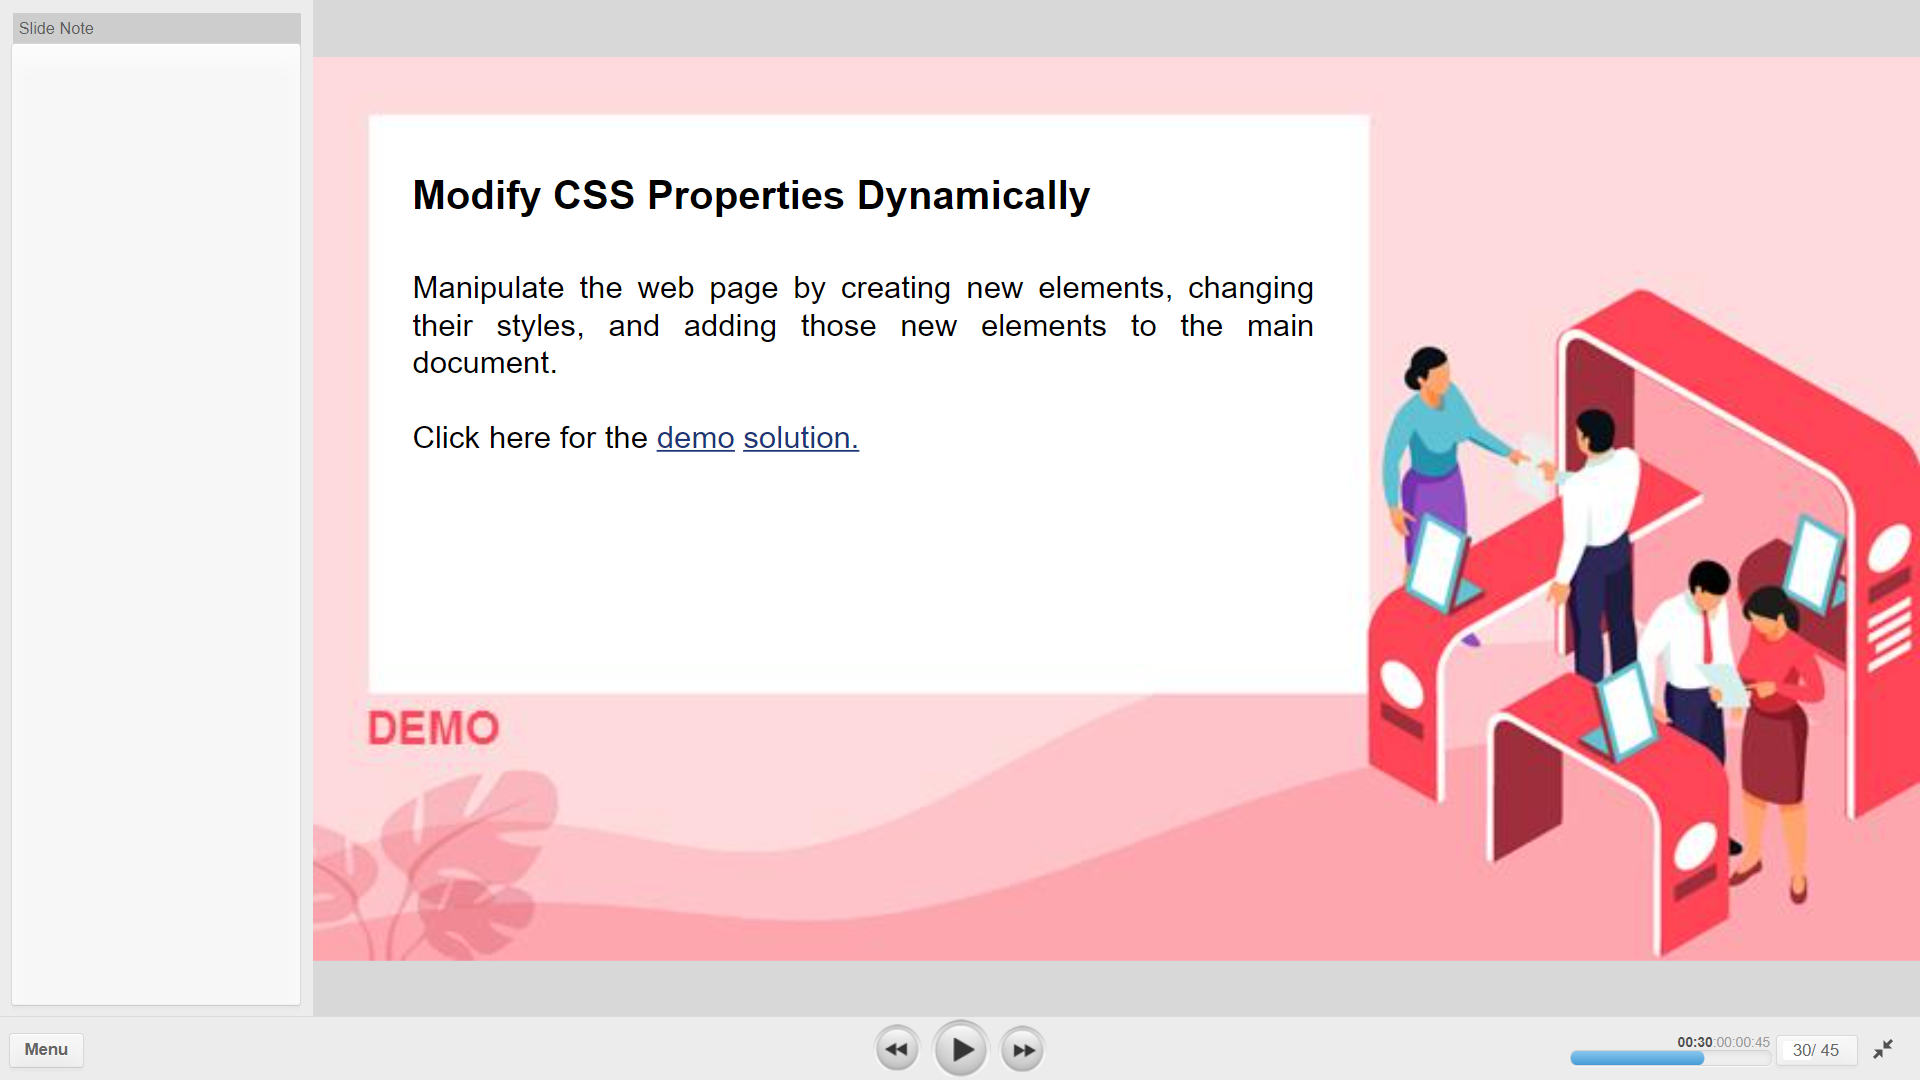 Slide Note
Modify CSS Properties Dynamically
Manipulate the web page by creating new elements, changing
their styles, and adding those new elements to the main
document.
Click here for the demo solution.
DEMO
Menu
00:30:00:00:45
30/ 45